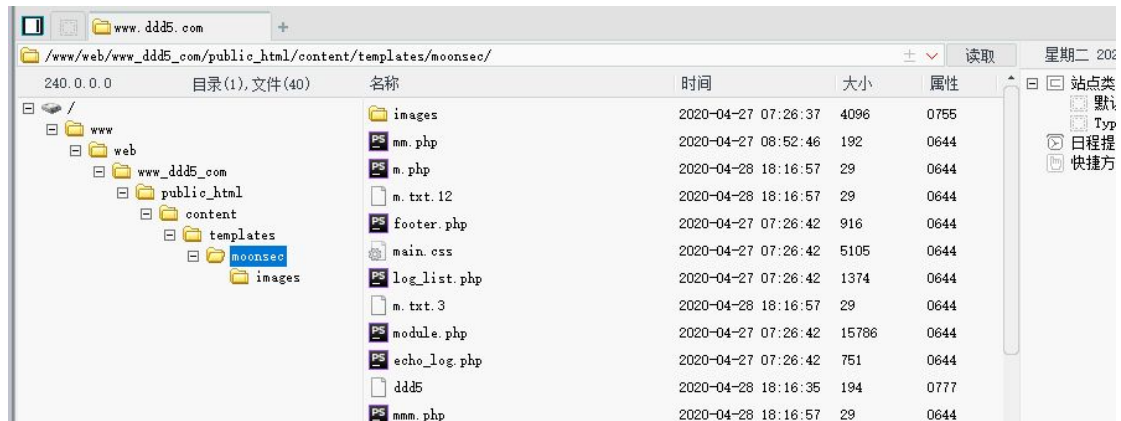 www.ddd5.com +
/www/web/www_ddd5_com/public_html/content/templates/moonsec/ 读取 星期二 202
240.0.0.0 目录(1),文件(40) 名称 时间 大小 属性 站点类
/ images 2020-04-27 07:26:37 4096 0755 默认
www mm.php 2020-04-27 08:52:46 192 0644 Typ
web m.php 2020-04-28 18:16:57 29 0644 日程提
www_ddd5_com m.txt.12 2020-04-28 18:16:57 29 0644 快捷方
public_html footer.php 2020-04-27 07:26:42 916 0644
content main.css 2020-04-27 07:26:42 5105 0644
templates log_list.php 2020-04-27 07:26:42 1374 0644
moonsec m.txt.3 2020-04-28 18:16:57 29 0644
images module.php 2020-04-27 07:26:42 15786 0644
echo_log.php 2020-04-27 07:26:42 751 0644
ddd5 2020-04-28 18:16:35 194 0777
mmm.php 2020-04-28 18:16:57 29 0644